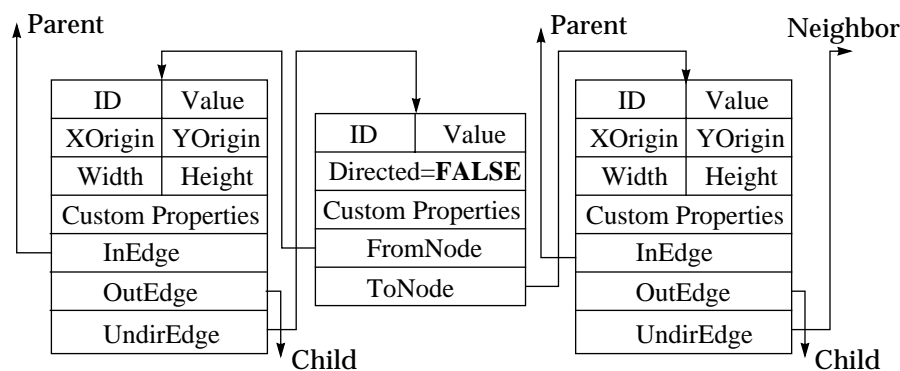 Parent
Parent
Neighbor
ID Value
XOrigin YOrigin
Width Height
Custom Properties
InEdge
OutEdge
UndirEdge
Child
ID Value
Directed=FALSE
Custom Properties
FromNode
ToNode
ID Value
XOrigin YOrigin
Width Height
Custom Properties
InEdge
OutEdge
UndirEdge
Child